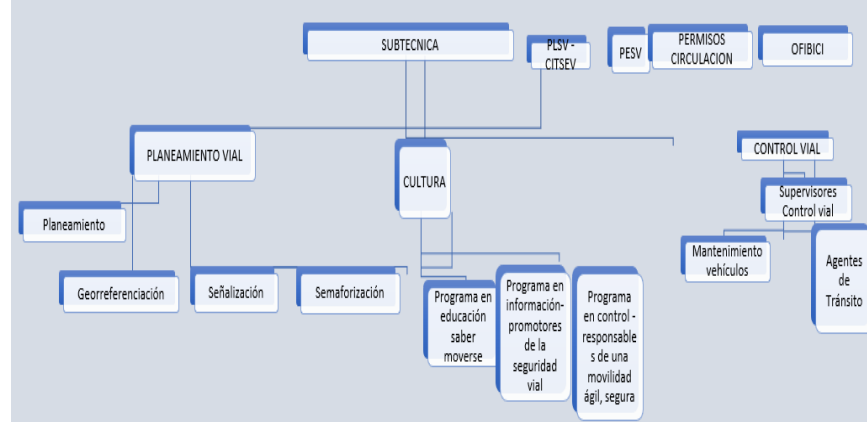 SUBTECNICA
PLSV -
CITSEV
PESV
PERMISOS
CIRCULACION
OFIBICI
PLANEAMIENTO VIAL
CULTURA
CONTROL VIAL
Supervisores
Control vial
Planeamiento
Georreferenciación
Señalización
Semaforización
Programa en
educación
saber
moverse
Programa en
información-
promotores
de la
seguridad
vial
Programa
en control -
responsable
s de una
movilidad
ágil, segura
Mantenimiento
vehículos
Agentes
de
Tránsito